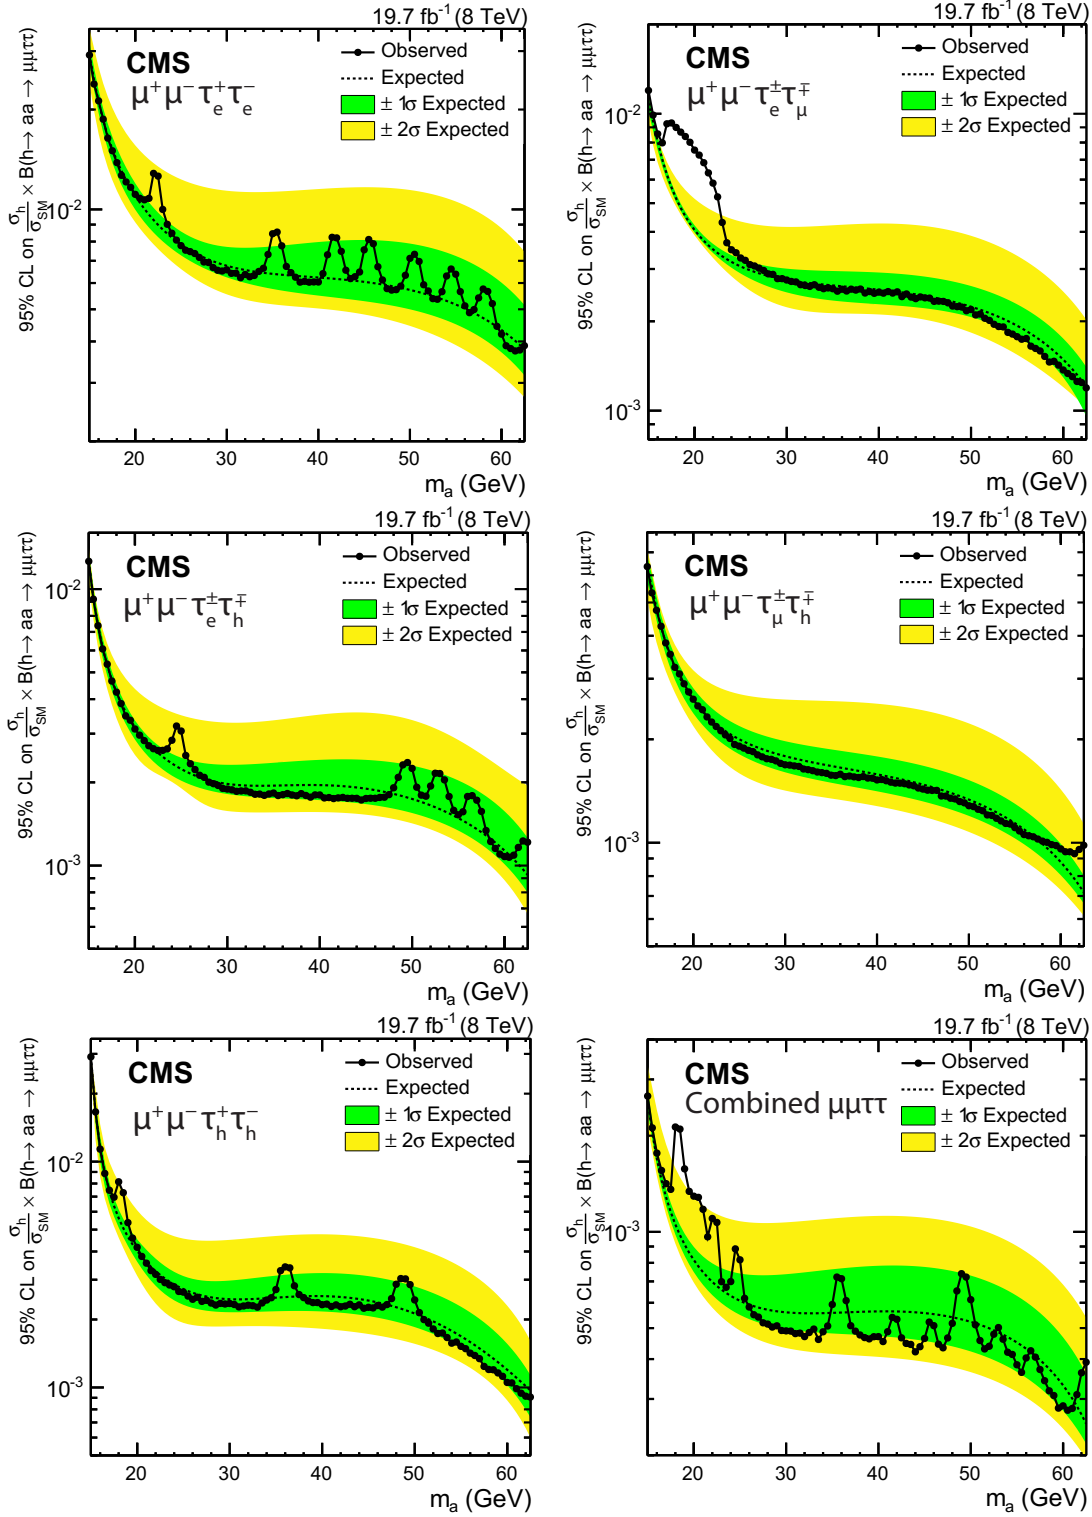 19.7 fb⁻¹ (8 TeV)
95% CL on σh/σSM × B(h→ aa → μμττ)
CMS
μ⁺μ⁻τe⁺τe⁻
Observed
Expected
± 1σ Expected
± 2σ Expected
10⁻²
20 30 40 50 60
ma (GeV)
19.7 fb⁻¹ (8 TeV)
95% CL on σh/σSM × B(h→ aa → μμττ)
CMS
μ⁺μ⁻τe±τμ∓
Observed
Expected
± 1σ Expected
± 2σ Expected
10⁻²
10⁻³
20 30 40 50 60
ma (GeV)
19.7 fb⁻¹ (8 TeV)
95% CL on σh/σSM × B(h→ aa → μμττ)
CMS
μ⁺μ⁻τe±τh∓
Observed
Expected
± 1σ Expected
± 2σ Expected
10⁻²
10⁻³
20 30 40 50 60
ma (GeV)
19.7 fb⁻¹ (8 TeV)
95% CL on σh/σSM × B(h→ aa → μμττ)
CMS
μ⁺μ⁻τμ±τh∓
Observed
Expected
± 1σ Expected
± 2σ Expected
10⁻³
20 30 40 50 60
ma (GeV)
19.7 fb⁻¹ (8 TeV)
95% CL on σh/σSM × B(h→ aa → μμττ)
CMS
μ⁺μ⁻τh⁺τh⁻
Observed
Expected
± 1σ Expected
± 2σ Expected
10⁻²
10⁻³
20 30 40 50 60
ma (GeV)
19.7 fb⁻¹ (8 TeV)
95% CL on σh/σSM × B(h→ aa → μμττ)
CMS
Combined μμττ
Observed
Expected
± 1σ Expected
± 2σ Expected
10⁻³
20 30 40 50 60
ma (GeV)